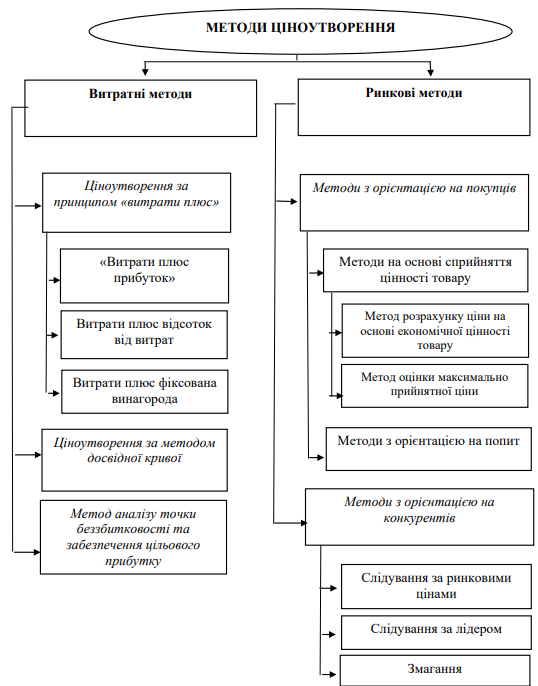 МЕТОДИ ЦІНОУТВОРЕННЯ
Витратні методи
Ціноутворення за
принципом «витрати плюс»
«Витрати плюс
прибуток»
Витрати плюс відсоток
від витрат
Витрати плюс фіксована
винагорода
Ціноутворення за методом
досвідної кривої
Метод аналізу точки
беззбитковості та
забезпечення цільового
прибутку
Ринкові методи
Методи з орієнтацією на покупців
Методи на основі сприйняття
цінності товару
Метод розрахунку ціни на
основі економічної цінності
товару
Метод оцінки максимально
прийнятної ціни
Методи з орієнтацією на попит
Методи з орієнтацією на
конкурентів
Слідування за ринковими
цінами
Слідування за лідером
Змагання